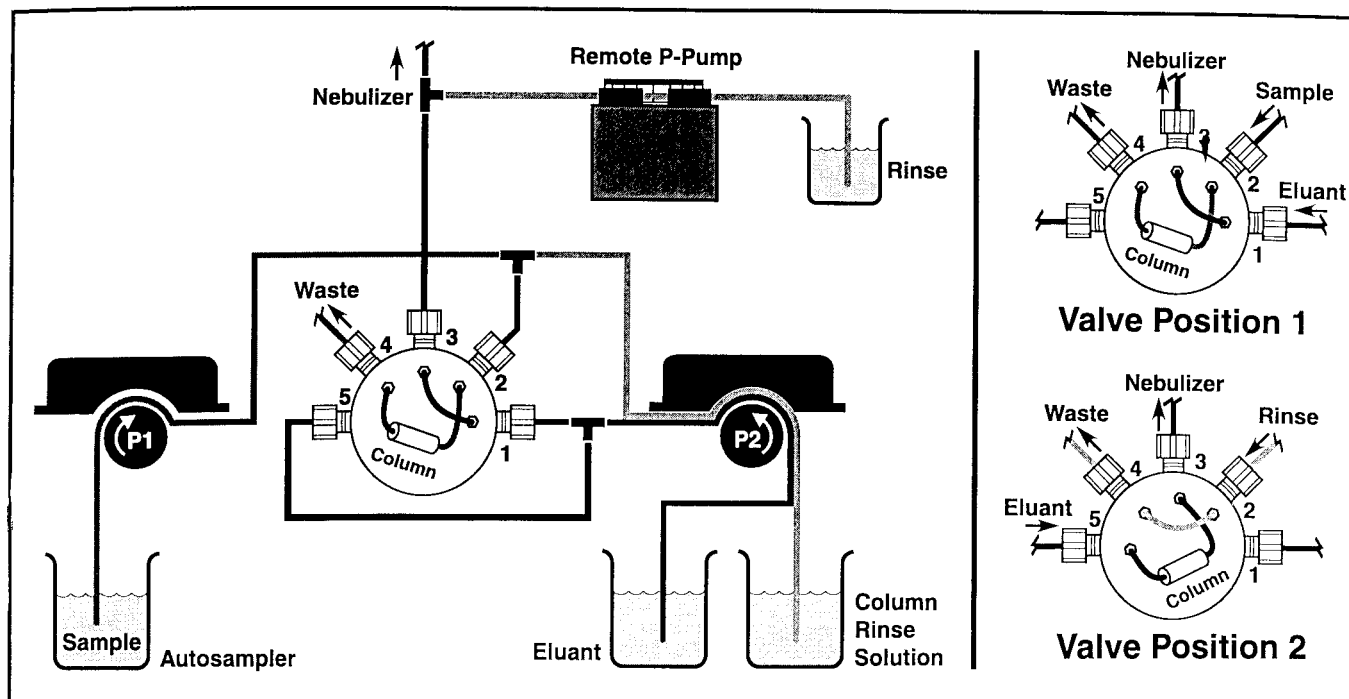 Remote P-Pump
Nebulizer
Rinse
Waste
4
3
2
5
1
Column
P1
P2
Sample
Autosampler
Eluant
Column
Rinse
Solution
Nebulizer
Waste
Sample
4
3
2
5
Eluant
1
Column
Valve Position 1
Nebulizer
Waste
Rinse
4
3
2
Eluant
5
1
Column
Valve Position 2